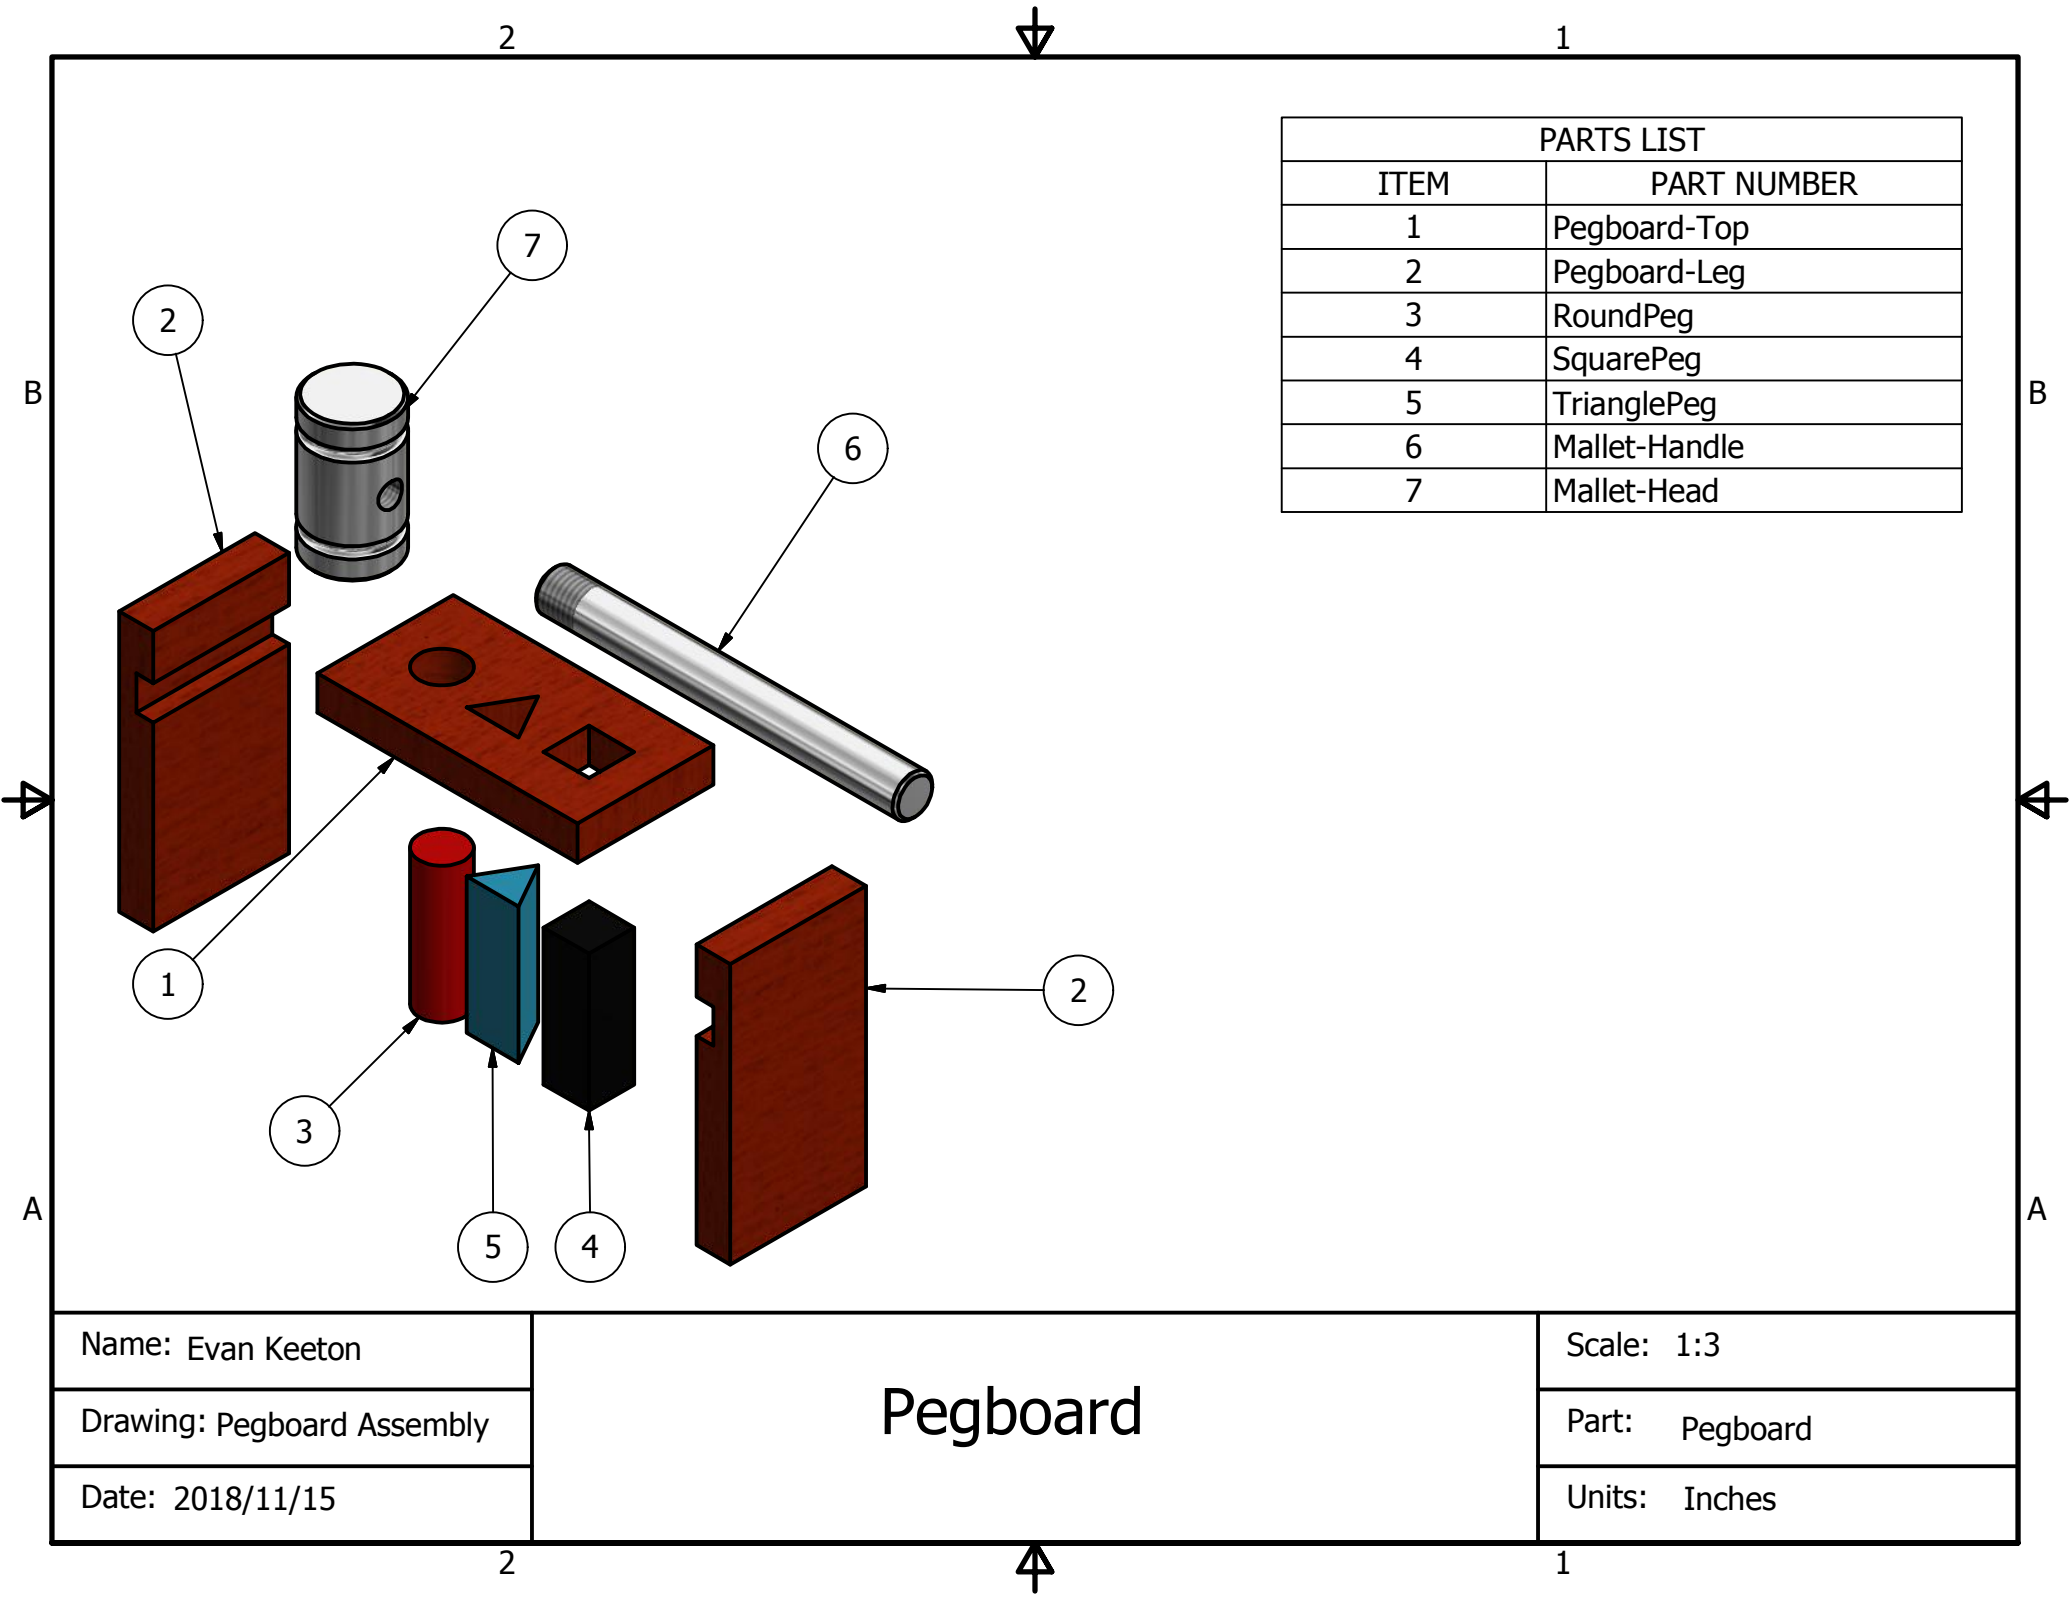 2 1
PARTS LIST
ITEM PART NUMBER
1 Pegboard-Top
2 Pegboard-Leg
3 RoundPeg
4 SquarePeg
5 TrianglePeg
6 Mallet-Handle
7 Mallet-Head
7
2
B B
6
1
2
3
5 4
A A
Name: Evan Keeton
Drawing: Pegboard Assembly
Date: 2018/11/15
Pegboard
Scale: 1:3
Part: Pegboard
Units: Inches
2 1